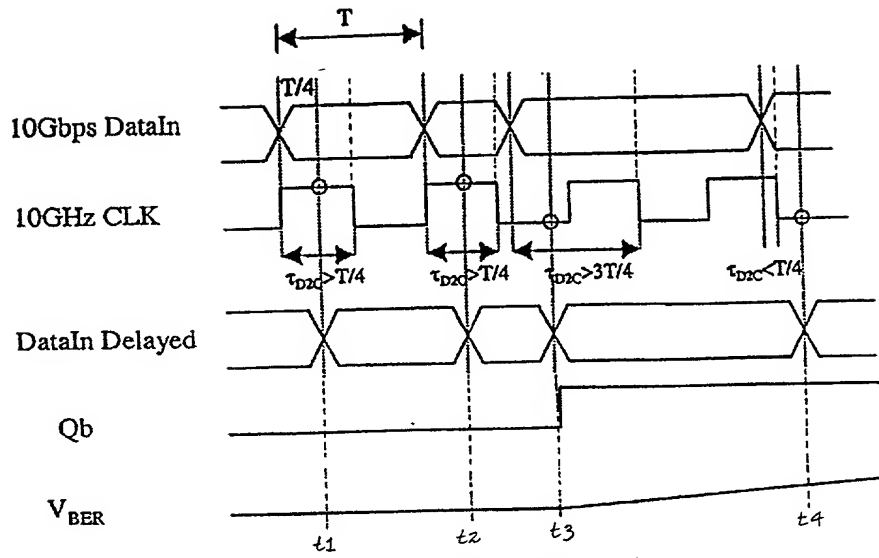 T
T/4
10Gbps DataIn
10GHz CLK
τD2C>T/4
τD2C>T/4
τD2C>3T/4
τD2C<T/4
DataIn Delayed
Qb
VBER
t1
t2
t3
t4